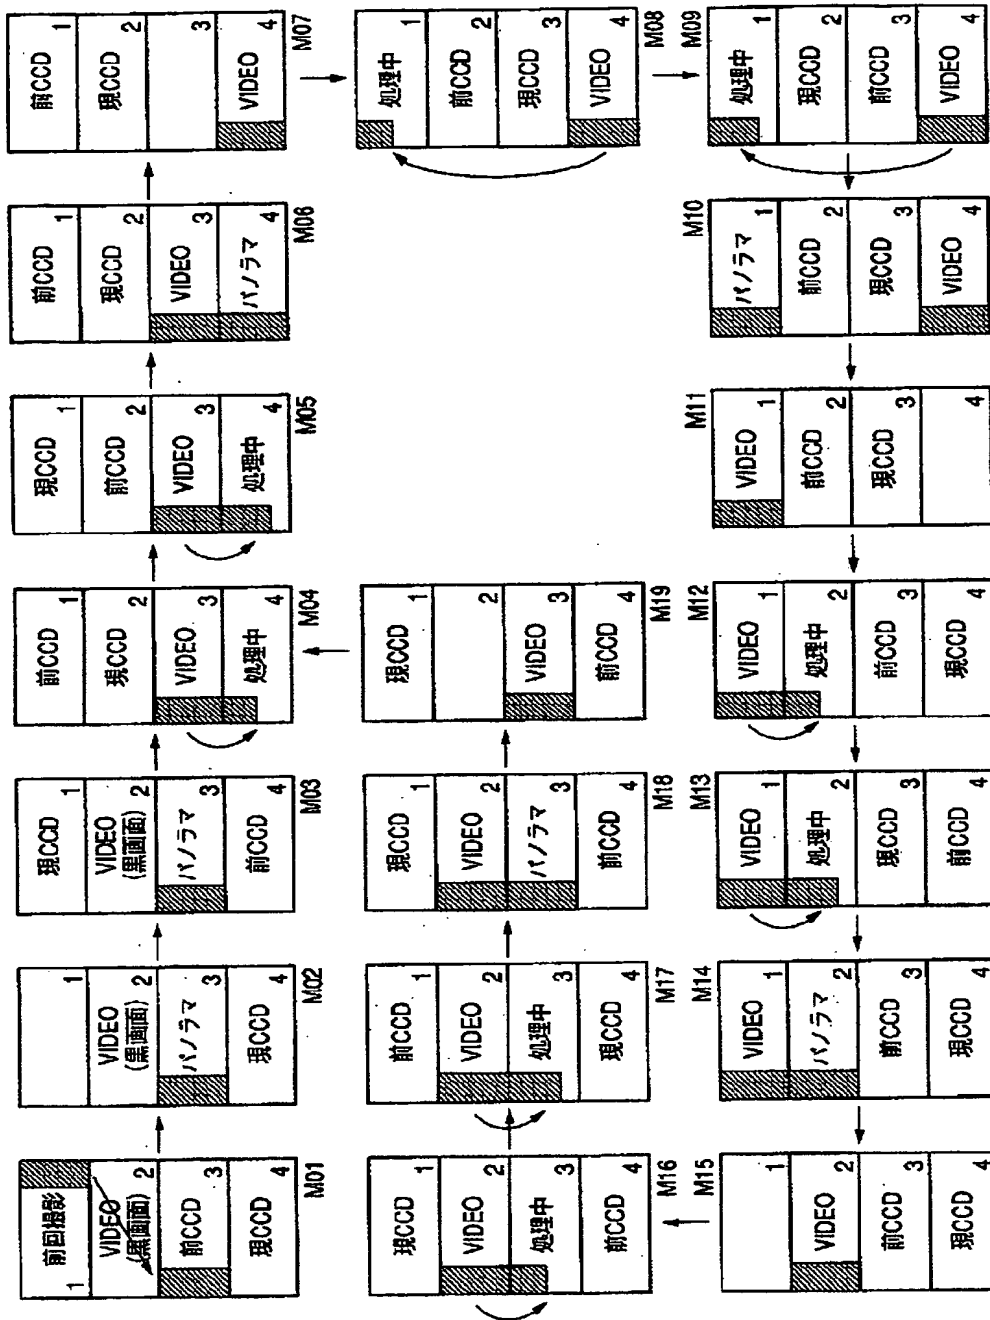 前回撮影
1
VIDEO
(黒画面)
2
前CCD
3
現CCD
4
M01
1
VIDEO
(黒画面)
2
パノラマ
3
現CCD
4
M02
現CCD
1
VIDEO
(黒画面)
2
パノラマ
3
前CCD
4
M03
前CCD
1
現CCD
2
VIDEO
3
処理中
4
M04
現CCD
1
前CCD
2
VIDEO
3
処理中
4
M05
前CCD
1
現CCD
2
VIDEO
3
パノラマ
4
M06
前CCD
1
現CCD
2
3
VIDEO
4
M07
処理中
1
前CCD
2
現CCD
3
VIDEO
4
M08
処理中
1
現CCD
2
前CCD
3
VIDEO
4
M09
パノラマ
1
前CCD
2
現CCD
3
VIDEO
4
M10
VIDEO
1
前CCD
2
現CCD
3
4
M11
VIDEO
1
処理中
2
前CCD
3
現CCD
4
M12
VIDEO
1
処理中
2
現CCD
3
前CCD
4
M13
VIDEO
1
パノラマ
2
前CCD
3
現CCD
4
M14
1
VIDEO
2
前CCD
3
現CCD
4
M15
現CCD
1
VIDEO
2
処理中
3
前CCD
4
M16
前CCD
1
VIDEO
2
処理中
3
現CCD
4
M17
現CCD
1
VIDEO
2
パノラマ
3
前CCD
4
M18
現CCD
1
2
VIDEO
3
前CCD
4
M19